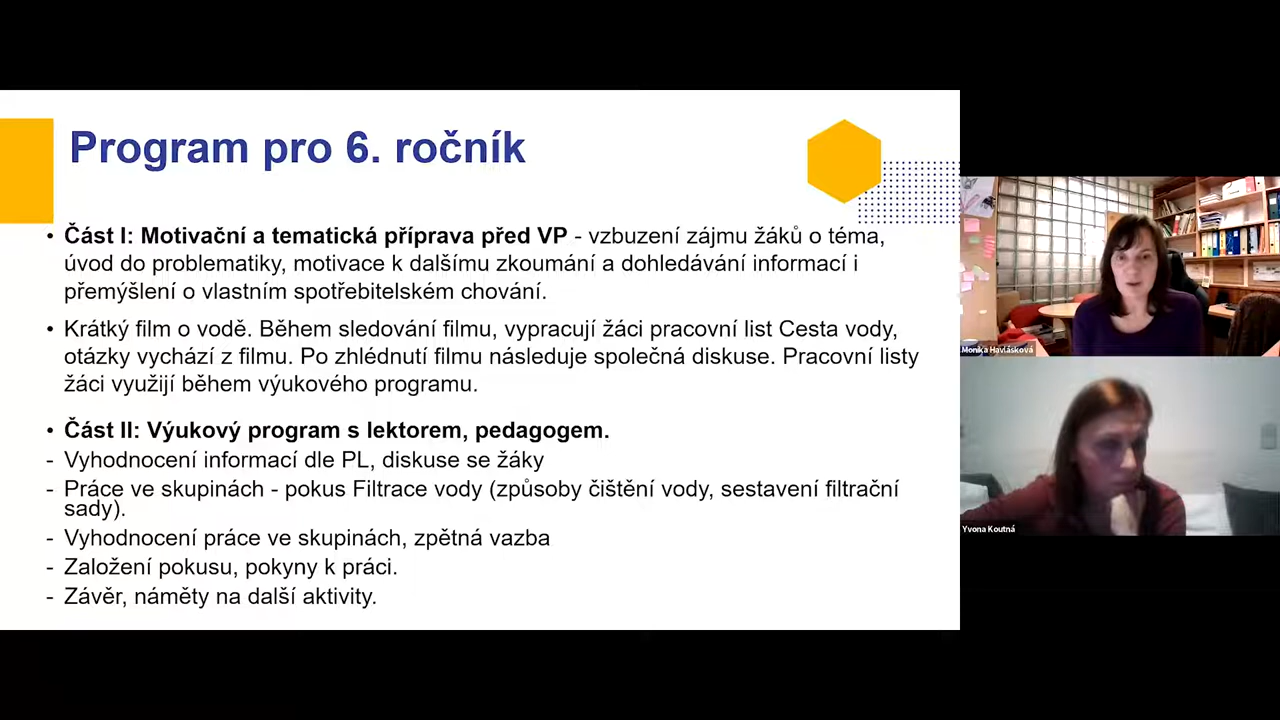 Program pro 6. ročník
• Část I: Motivační a tematická příprava před VP - vzbuzení zájmu žáků o téma,
úvod do problematiky, motivace k dalšímu zkoumání a dohledávání informací i
přemýšlení o vlastním spotřebitelském chování.
• Krátký film o vodě. Během sledování filmu, vypracují žáci pracovní list Cesta vody,
otázky vychází z filmu. Po zhlédnutí filmu následuje společná diskuse. Pracovní listy
žáci využijí během výukového programu.
• Část II: Výukový program s lektorem, pedagogem.
- Vyhodnocení informací dle PL, diskuse se žáky
- Práce ve skupinách - pokus Filtrace vody (způsoby čištění vody, sestavení filtrační
sady).
- Vyhodnocení práce ve skupinách, zpětná vazba
- Založení pokusu, pokyny k práci.
- Závěr, náměty na další aktivity.
Monika Havlásková
Yvona Koutná